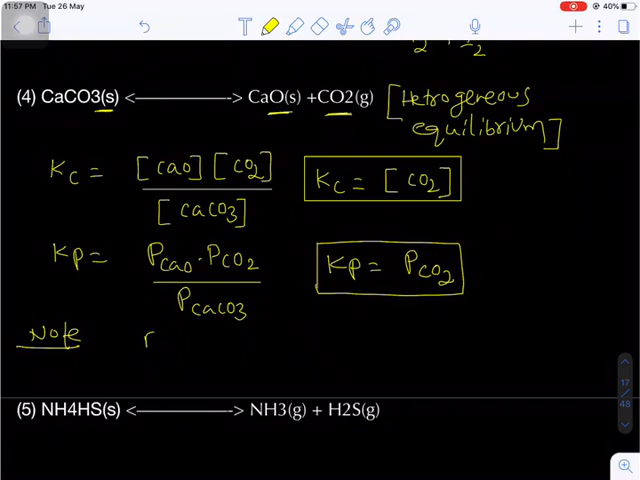 11:57 PM Tue 26 May
40%
T
(4) CaCO3(s) <————————> CaO(s) +CO2(g) [Hetrogeneous
equilibrium]
Kc = [CaO] [CO2] / [CaCO3] Kc = [CO2]
Kp = PCaO . PCO2 / PCaCO3 Kp = PCO2
Note r
17
48
(5) NH4HS(s) <————————> NH3(g) + H2S(g)